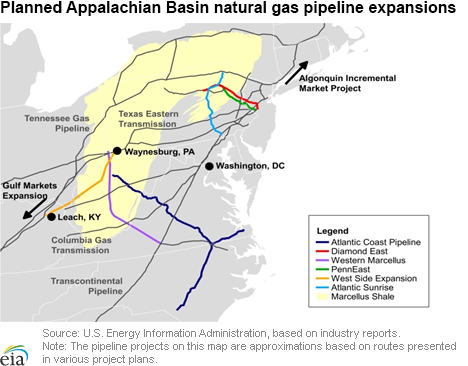 Planned Appalachian Basin natural gas pipeline expansions
Algonquin Incremental
Market Project
Tennessee Gas
Pipeline
Texas Eastern
Transmission
Waynesburg, PA
Washington, DC
Gulf Markets
Expansion
Leach, KY
Columbia Gas
Transmission
Transcontinental
Pipeline
Legend
Atlantic Coast Pipeline
Diamond East
Western Marcellus
PennEast
West Side Expansion
Atlantic Sunrise
Marcellus Shale
eia
Source: U.S. Energy Information Administration, based on industry reports.
Note: The pipeline projects on this map are approximations based on routes presented
in various project plans.